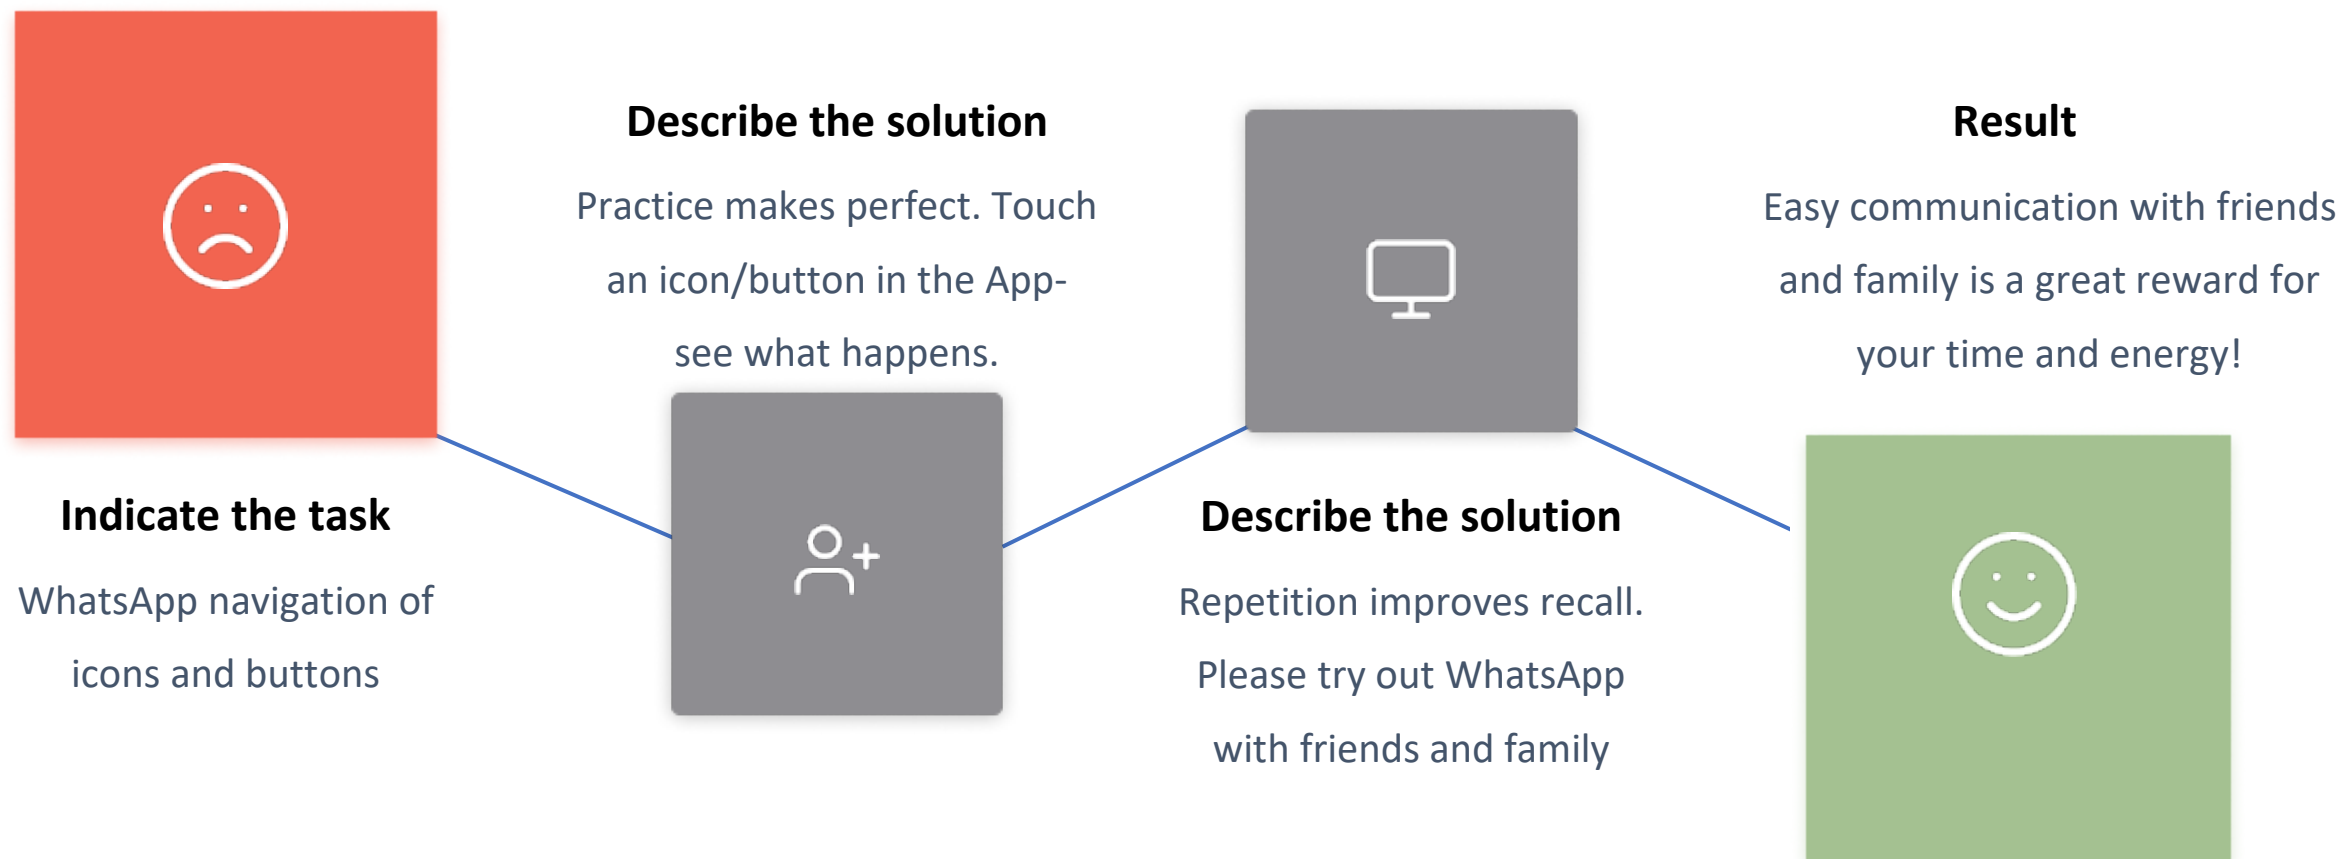 Indicate the task
WhatsApp navigation of
icons and buttons
Describe the solution
Practice makes perfect. Touch
an icon/button in the App-
see what happens.
Describe the solution
Repetition improves recall.
Please try out WhatsApp
with friends and family
Result
Easy communication with friends
and family is a great reward for
your time and energy!